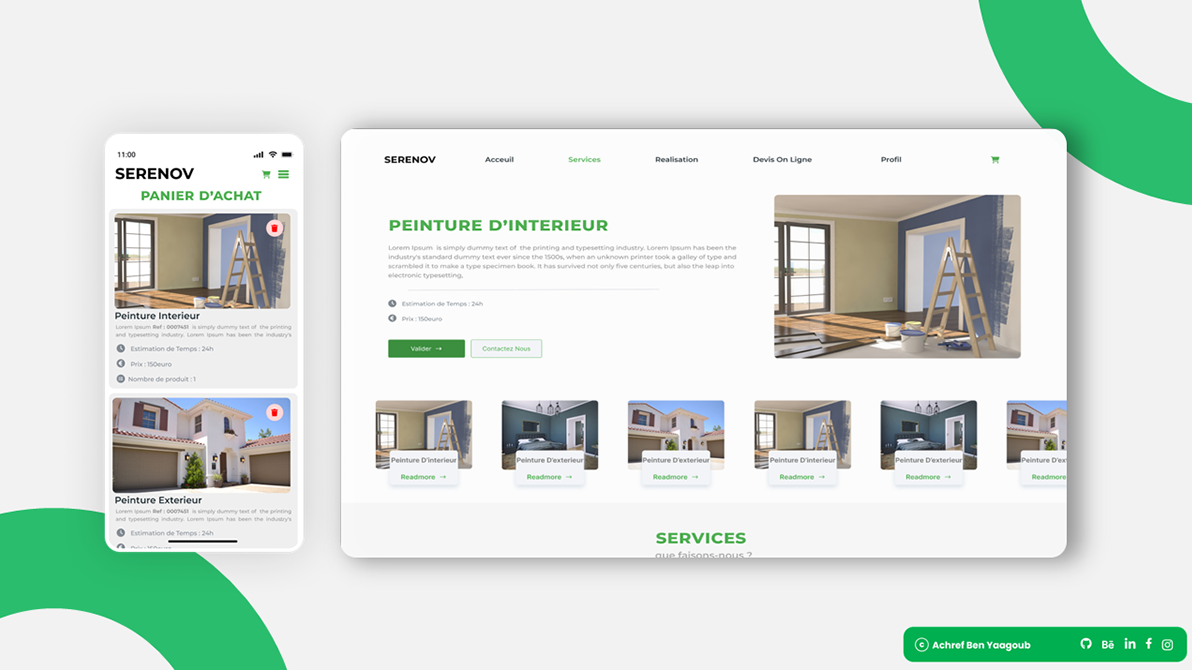 11:00
SERENOV
PANIER D'ACHAT
Peinture Interieur
Lorem Ipsum Ref : 0007451 is simply dummy text of the printing
and typesetting industry. Lorem Ipsum has been the industry's
Estimation de Temps : 24h
Prix : 150euro
Nombre de produit : 1
Peinture Exterieur
Lorem Ipsum Ref : 0007451 is simply dummy text of the printing
and typesetting industry. Lorem Ipsum has been the industry's
Estimation de Temps : 24h
Prix : 150euro
SERENOV Acceuil Services Realisation Devis On Ligne Profil
PEINTURE D'INTERIEUR
Lorem Ipsum is simply dummy text of the printing and typesetting industry. Lorem Ipsum has been the
industry's standard dummy text ever since the 1500s, when an unknown printer took a galley of type and
scrambled it to make a type specimen book. It has survived not only five centuries, but also the leap into
electronic typesetting,
Estimation de Temps : 24h
Prix : 150euro
Valider → Contactez Nous
Peinture D'interieur Peinture D'exterieur Peinture D'exterieur Peinture D'interieur Peinture D'exterieur Peinture D'ext
Readmore → Readmore → Readmore → Readmore → Readmore → Readmore
SERVICES
que faisons-nous ?
© Achref Ben Yaagoub Bē in f